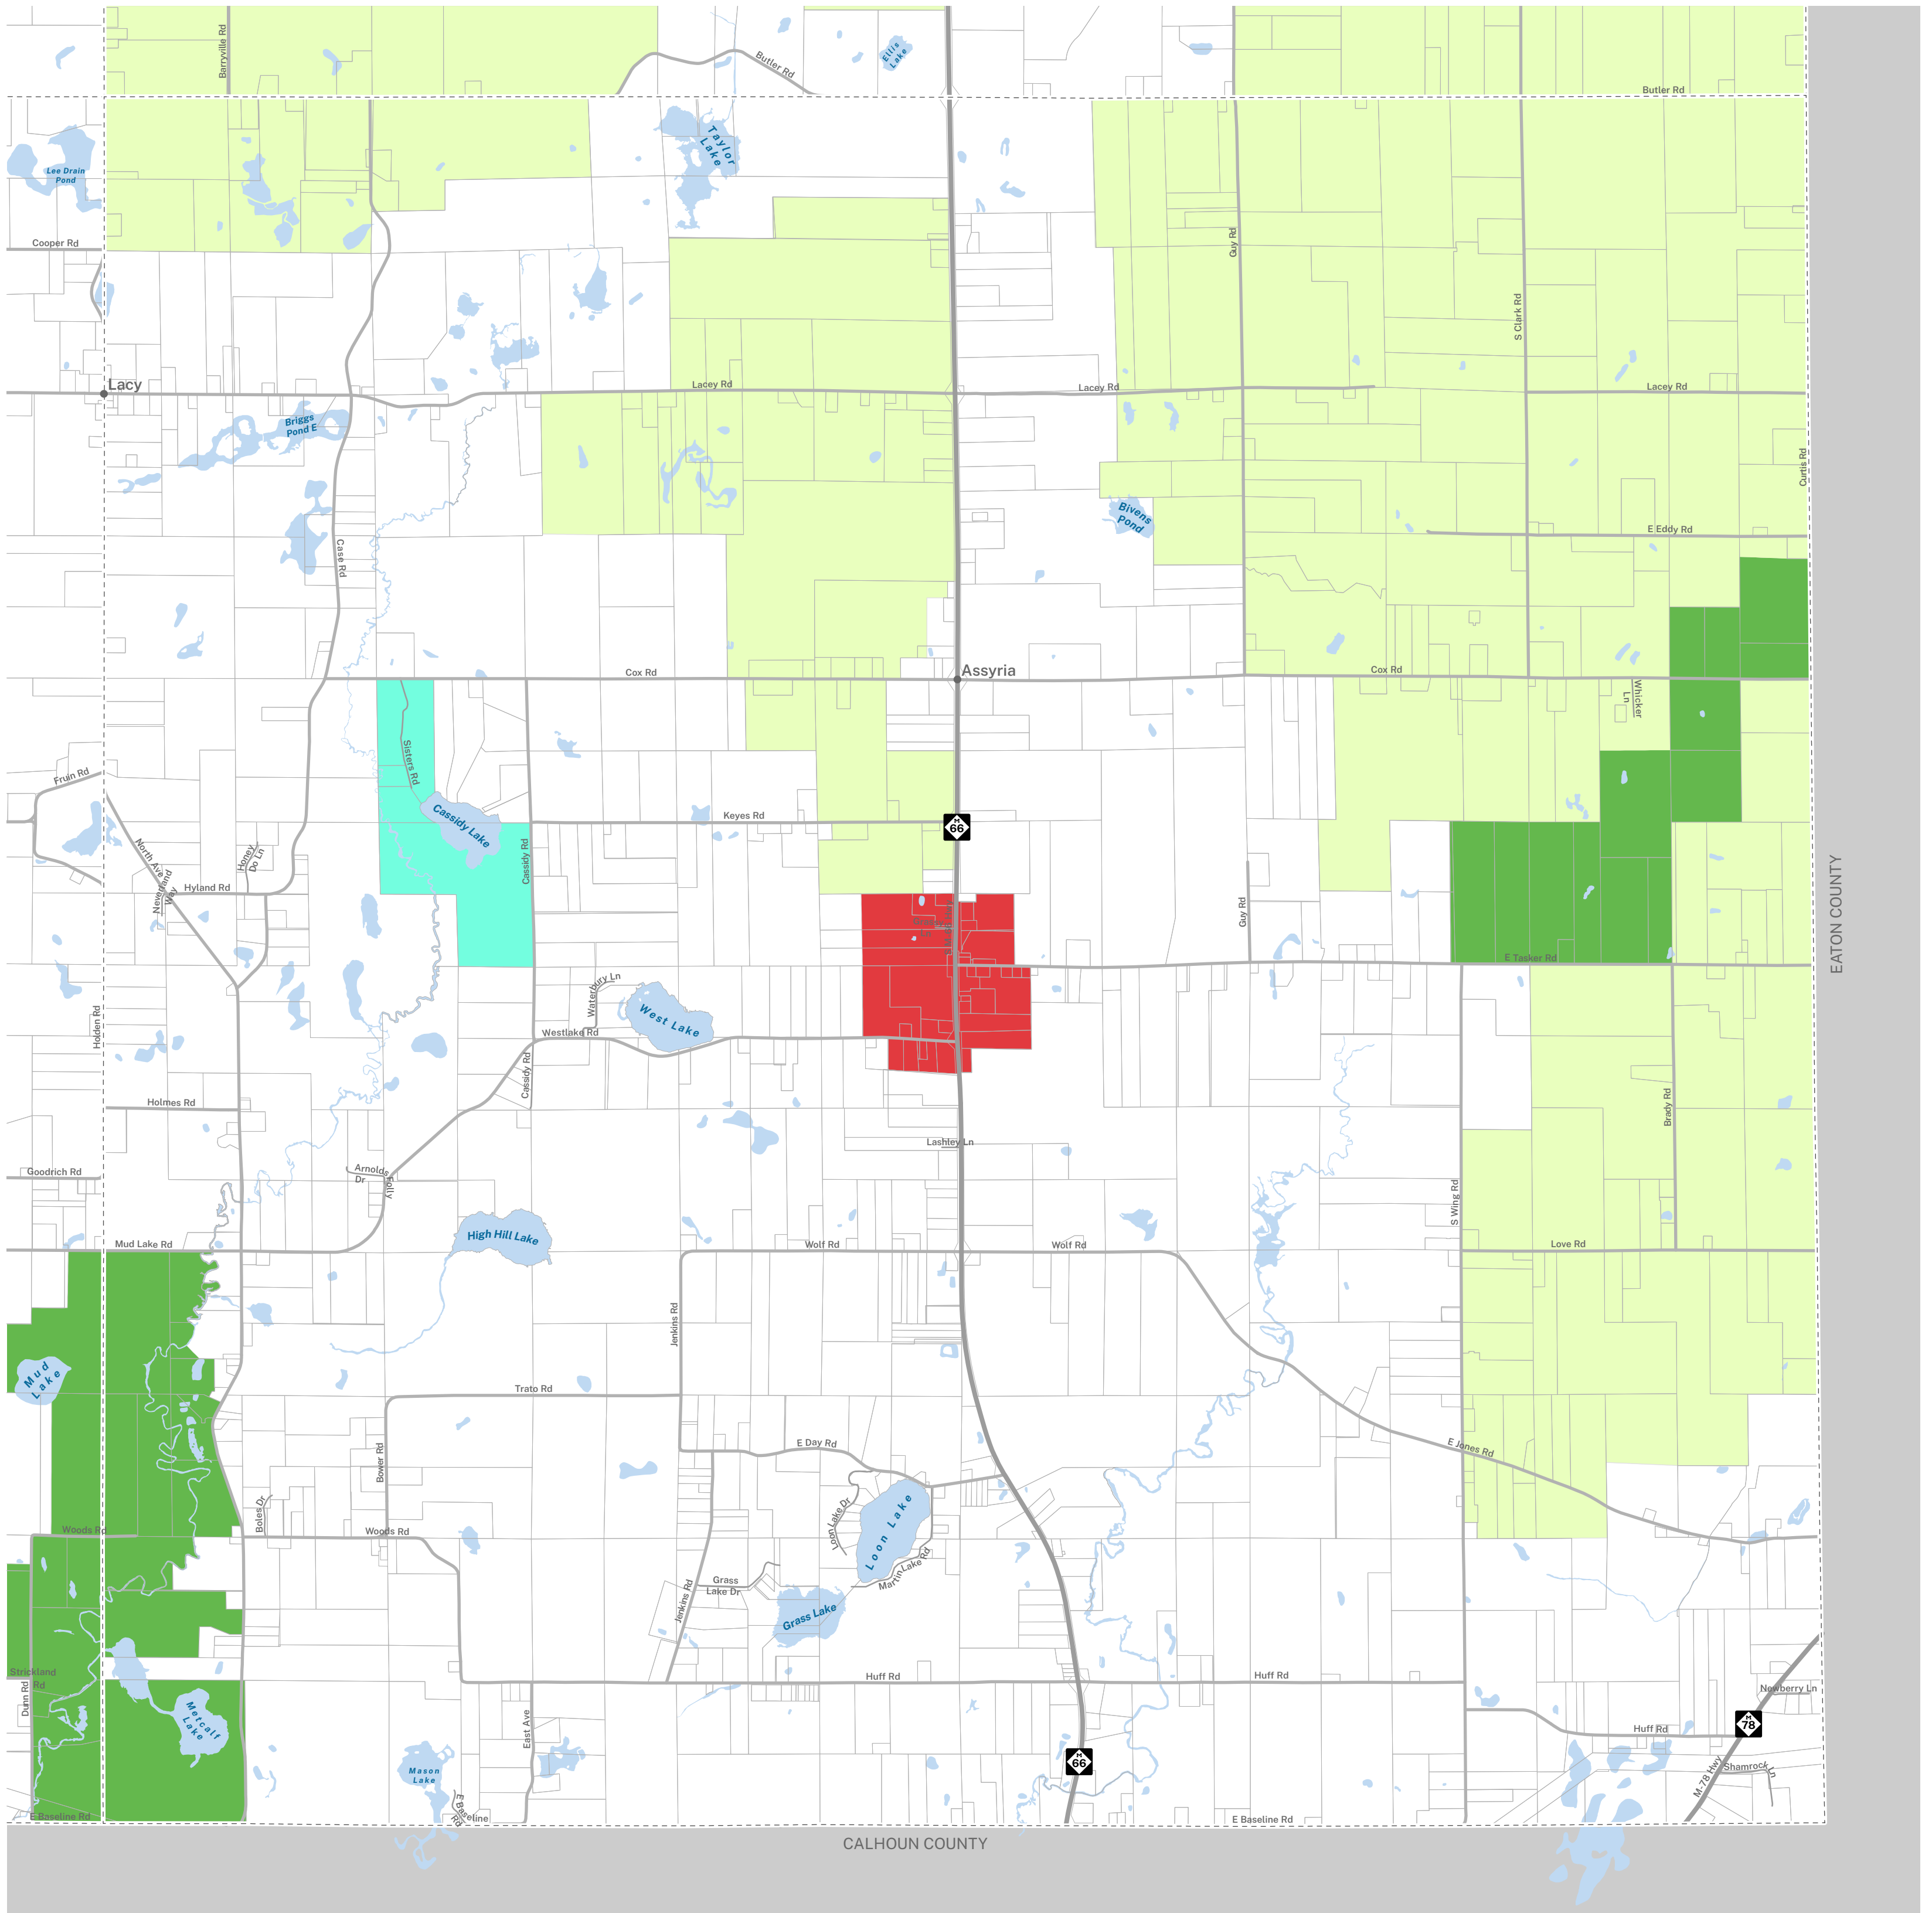 Barryville Rd
Butler Rd
Ellis
Lake
Butler Rd
Taylor
Lake
Lee Drain
Pond
Cooper Rd
Guy Rd
S Clark Rd
Lacy
Lacey Rd
Lacey Rd
Lacey Rd
Briggs
Pond E
Curtis Rd
Bivens
Pond
E Eddy Rd
Case Rd
Cox Rd
Assyria
Cox Rd
Whicker
Ln
Sisters Rd
Fruin Rd
Cassidy Lake
Keyes Rd
M
66
North Ave
Honey
Do Ln
Cassidy Rd
Hyland Rd
Neverland
Way
Guy Rd
EATON COUNTY
E Tasker Rd
Waterbury Ln
West Lake
Westlake Rd
Holden Rd
Cassidy Rd
Holmes Rd
Brady Rd
Lashley Ln
Goodrich Rd
Arnolds
Dr
Folly
S Wing Rd
High Hill Lake
Mud Lake Rd
Wolf Rd
Wolf Rd
Love Rd
Jenkins Rd
Mud
Lake
Trato Rd
E Day Rd
E Jones Rd
Bower Rd
Boles Dr
Loon Lake Dr
Loon Lake
Woods Rd
Woods Rd
Martin Lake Rd
Grass
Lake Dr
Jenkins Rd
Grass Lake
Strickland
Rd
Dunn Rd
Huff Rd
Huff Rd
Newberry Ln
Metcalf
Lake
East Ave
Huff Rd
M
78
M
66
Mason
Lake
M-78 Hwy
Shamrock Ln
E Baseline Rd
E Baseline
Rd
E Baseline Rd
CALHOUN COUNTY